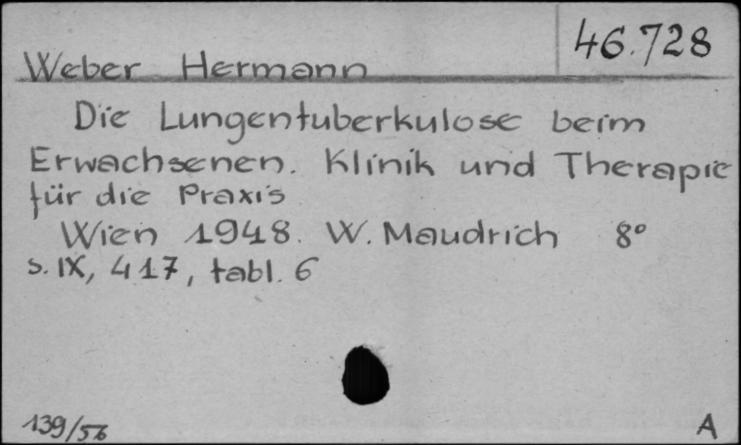 46.728
Weber Hermann
Die Lungentuberkulose beim
Erwachsenen. Klinik und Therapie
für die Praxis
Wien 1948. W. Maudrich 8°
s. IX, 417, tabl. 6
139/56
A